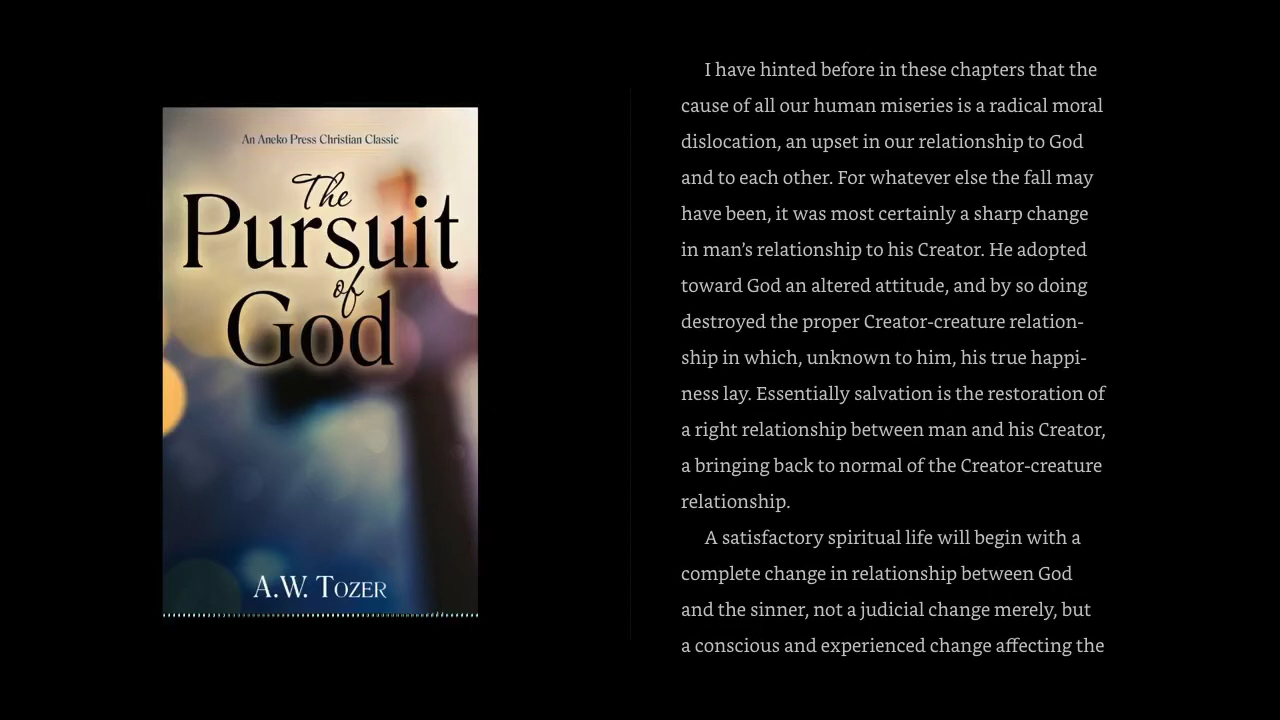 An Aneko Press Christian Classic
The
Pursuit
of
God
A.W. Tozer
I have hinted before in these chapters that the
cause of all our human miseries is a radical moral
dislocation, an upset in our relationship to God
and to each other. For whatever else the fall may
have been, it was most certainly a sharp change
in man’s relationship to his Creator. He adopted
toward God an altered attitude, and by so doing
destroyed the proper Creator-creature relation-
ship in which, unknown to him, his true happi-
ness lay. Essentially salvation is the restoration of
a right relationship between man and his Creator,
a bringing back to normal of the Creator-creature
relationship.
A satisfactory spiritual life will begin with a
complete change in relationship between God
and the sinner, not a judicial change merely, but
a conscious and experienced change affecting the